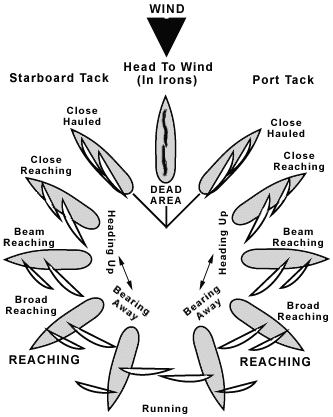 WIND
Head To Wind
(In Irons)
Starboard Tack
Port Tack
Close
Hauled
Close
Hauled
Close
Reaching
Close
Reaching
DEAD
AREA
Heading Up
Heading Up
Beam
Reaching
Beam
Reaching
Bearing
Away
Bearing
Away
Broad
Reaching
Broad
Reaching
REACHING
REACHING
Running